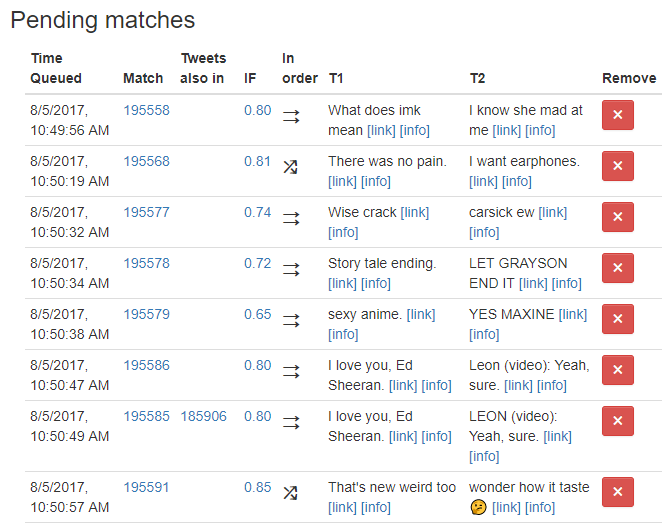 Pending matches
Time Queued Match Tweets also in IF In order T1 T2 Remove
8/5/2017, 195558 0.80 → What does imk I know she mad at ×
10:49:56 AM mean [link] [info] me [link] [info]
8/5/2017, 195568 0.81 There was no pain. I want earphones. ×
10:50:19 AM [link] [info] [link] [info]
8/5/2017, 195577 0.74 Wise crack [link] carsick ew [link] ×
10:50:32 AM [info] [info]
8/5/2017, 195578 0.72 Story tale ending. LET GRAYSON ×
10:50:34 AM [link] [info] END IT [link] [info]
8/5/2017, 195579 0.65 sexy anime. [link] YES MAXINE [link] ×
10:50:38 AM [info] [info]
8/5/2017, 195586 0.80 I love you, Ed Leon (video): Yeah, ×
10:50:47 AM Sheeran. [link] [info] sure. [link] [info]
8/5/2017, 195585 185906 0.80 I love you, Ed LEON (video): ×
10:50:49 AM Sheeran. [link] [info] Yeah, sure. [link]
[info]
8/5/2017, 195591 0.85 That's new weird too wonder how it taste ×
10:50:57 AM [link] [info] 🤔 [link] [info]